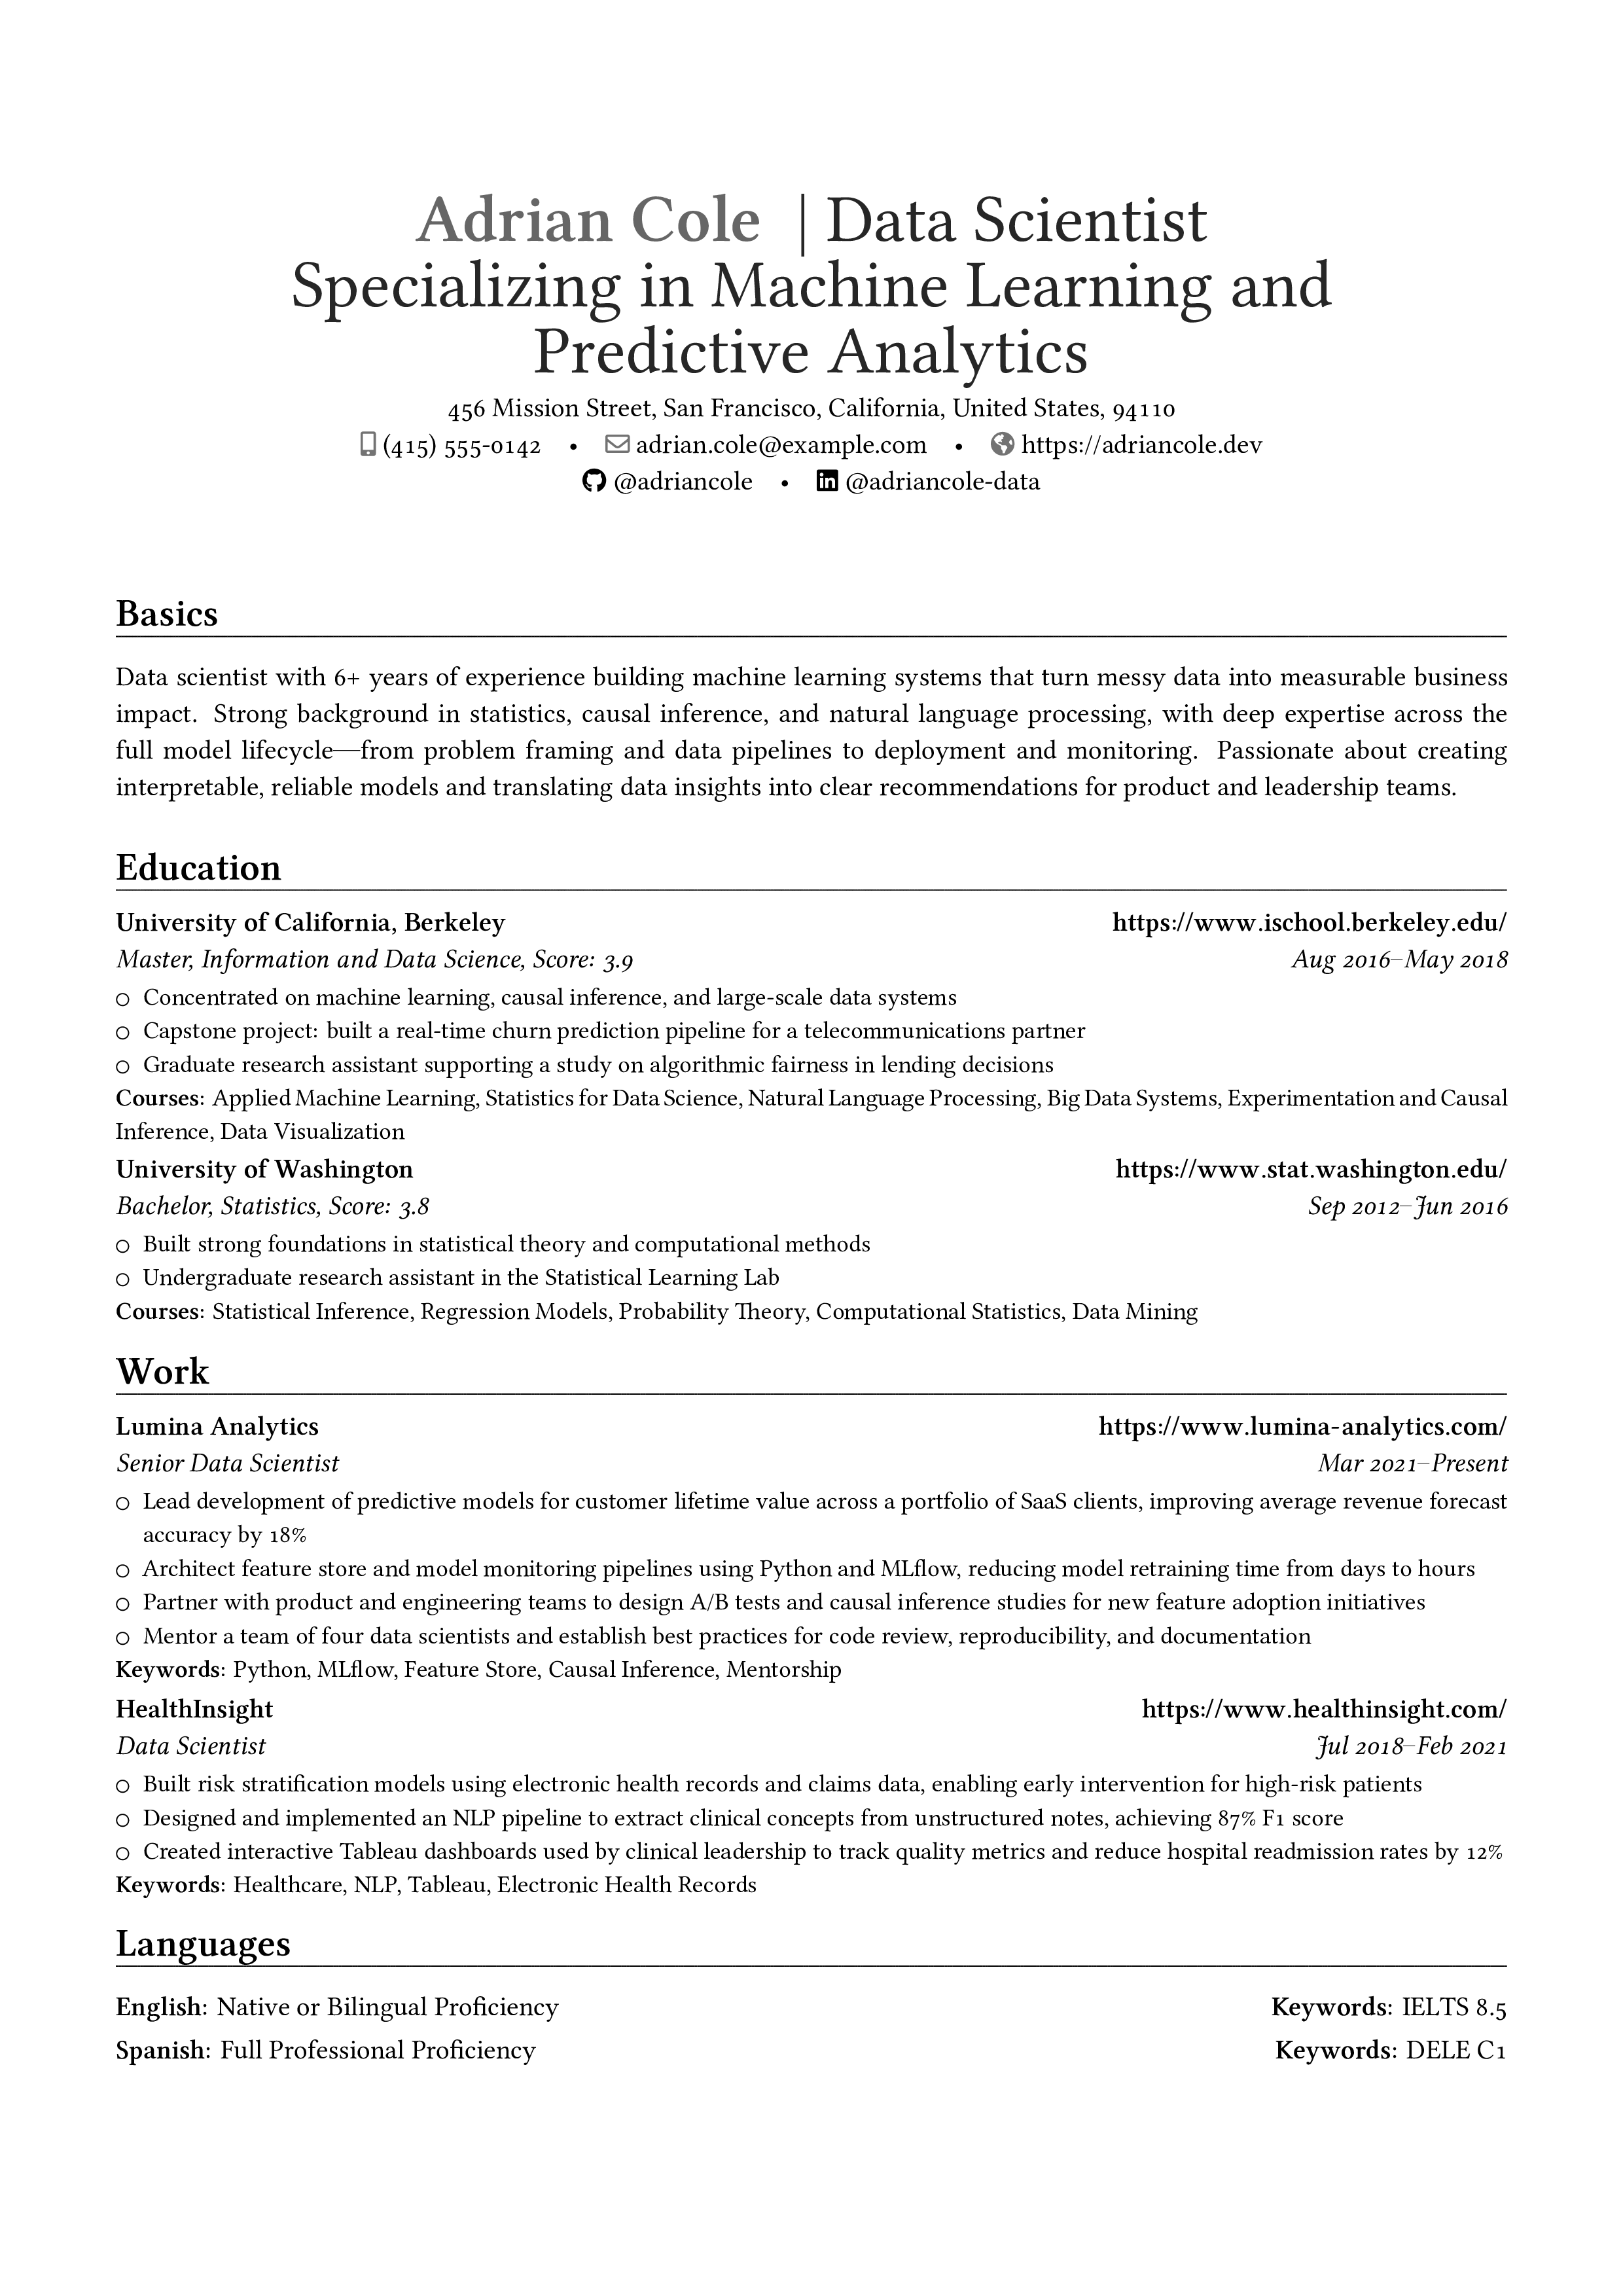 Adrian Cole | Data Scientist
Specializing in Machine Learning and
Predictive Analytics
456 Mission Street, San Francisco, California, United States, 94110
(415) 555-0142 • adrian.cole@example.com • https://adriancole.dev
@adriancole • @adriancole-data
Basics
Data scientist with 6+ years of experience building machine learning systems that turn messy data into measurable business
impact. Strong background in statistics, causal inference, and natural language processing, with deep expertise across the
full model lifecycle—from problem framing and data pipelines to deployment and monitoring. Passionate about creating
interpretable, reliable models and translating data insights into clear recommendations for product and leadership teams.
Education
University of California, Berkeley https://www.ischool.berkeley.edu/
Master, Information and Data Science, Score: 3.9 Aug 2016–May 2018
○ Concentrated on machine learning, causal inference, and large-scale data systems
○ Capstone project: built a real-time churn prediction pipeline for a telecommunications partner
○ Graduate research assistant supporting a study on algorithmic fairness in lending decisions
Courses: Applied Machine Learning, Statistics for Data Science, Natural Language Processing, Big Data Systems, Experimentation and Causal
Inference, Data Visualization
University of Washington https://www.stat.washington.edu/
Bachelor, Statistics, Score: 3.8 Sep 2012–Jun 2016
○ Built strong foundations in statistical theory and computational methods
○ Undergraduate research assistant in the Statistical Learning Lab
Courses: Statistical Inference, Regression Models, Probability Theory, Computational Statistics, Data Mining
Work
Lumina Analytics https://www.lumina-analytics.com/
Senior Data Scientist Mar 2021–Present
○ Lead development of predictive models for customer lifetime value across a portfolio of SaaS clients, improving average revenue forecast
accuracy by 18%
○ Architect feature store and model monitoring pipelines using Python and MLflow, reducing model retraining time from days to hours
○ Partner with product and engineering teams to design A/B tests and causal inference studies for new feature adoption initiatives
○ Mentor a team of four data scientists and establish best practices for code review, reproducibility, and documentation
Keywords: Python, MLflow, Feature Store, Causal Inference, Mentorship
HealthInsight https://www.healthinsight.com/
Data Scientist Jul 2018–Feb 2021
○ Built risk stratification models using electronic health records and claims data, enabling early intervention for high-risk patients
○ Designed and implemented an NLP pipeline to extract clinical concepts from unstructured notes, achieving 87% F1 score
○ Created interactive Tableau dashboards used by clinical leadership to track quality metrics and reduce hospital readmission rates by 12%
Keywords: Healthcare, NLP, Tableau, Electronic Health Records
Languages
English: Native or Bilingual Proficiency Keywords: IELTS 8.5
Spanish: Full Professional Proficiency Keywords: DELE C1